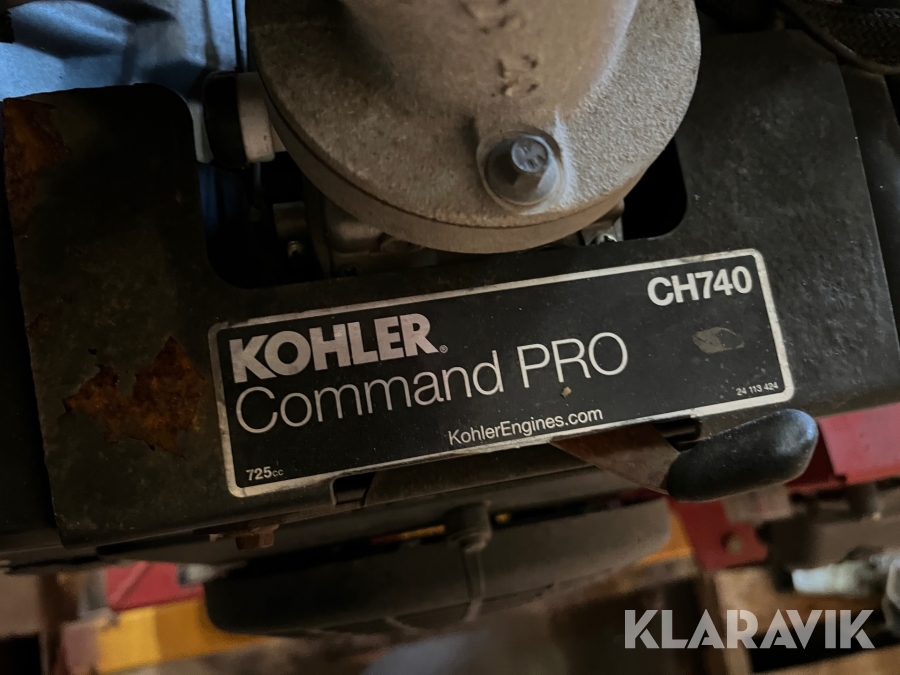 CH740
KOHLER®
Command PRO
KohlerEngines.com
24 113 424
725cc
KLARAVIK